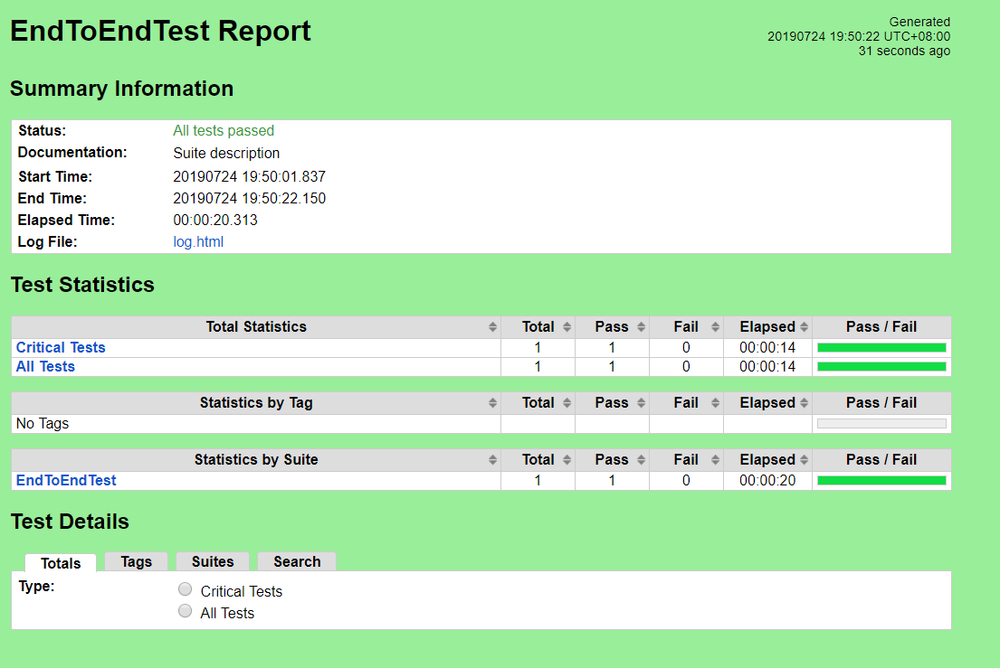 EndToEndTest Report
Generated
20190724 19:50:22 UTC+08:00
31 seconds ago
Summary Information
Status: All tests passed
Documentation: Suite description
Start Time: 20190724 19:50:01.837
End Time: 20190724 19:50:22.150
Elapsed Time: 00:00:20.313
Log File: log.html
Test Statistics
Total Statistics Total Pass Fail Elapsed Pass / Fail
Critical Tests 1 1 0 00:00:14
All Tests 1 1 0 00:00:14
Statistics by Tag Total Pass Fail Elapsed Pass / Fail
No Tags
Statistics by Suite Total Pass Fail Elapsed Pass / Fail
EndToEndTest 1 1 0 00:00:20
Test Details
Totals Tags Suites Search
Type: Critical Tests
All Tests